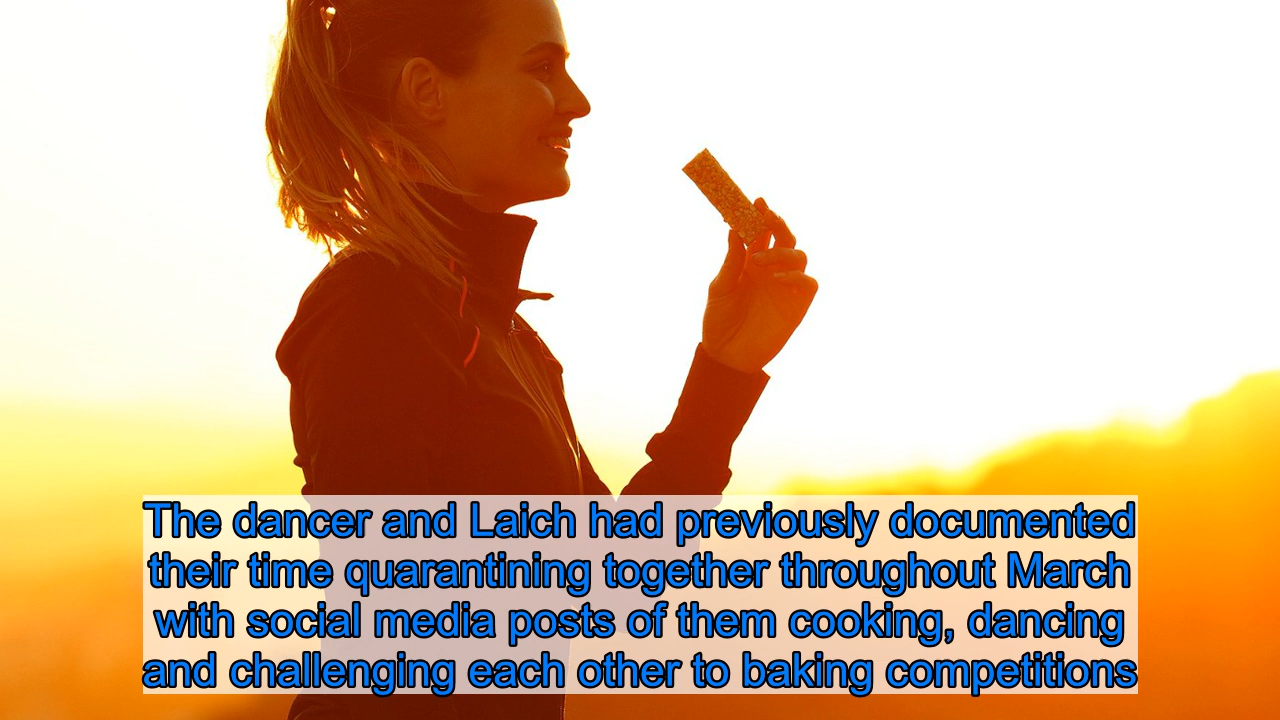 The dancer and Laich had previously documented
their time quarantining together throughout March
with social media posts of them cooking, dancing
and challenging each other to baking competitions